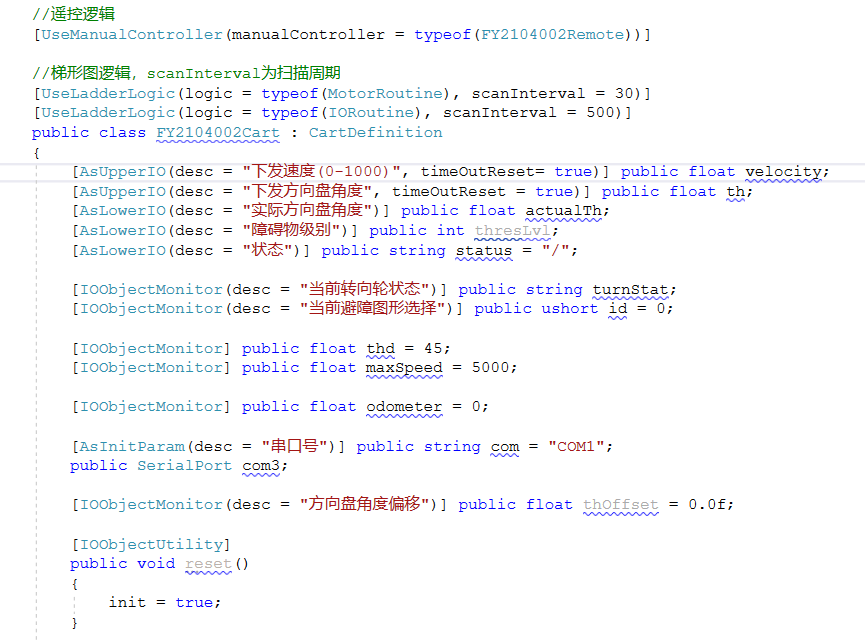 //遥控逻辑
[UseManualController(manualController = typeof(FY2104002Remote))]
//梯形图逻辑，scanInterval为扫描周期
[UseLadderLogic(logic = typeof(MotorRoutine), scanInterval = 30)]
[UseLadderLogic(logic = typeof(IORoutine), scanInterval = 500)]
public class FY2104002Cart : CartDefinition
{
[AsUpperIO(desc = "下发速度(0-1000)", timeOutReset= true)] public float velocity;
[AsUpperIO(desc = "下发方向盘角度", timeOutReset = true)] public float th;
[AsLowerIO(desc = "实际方向盘角度")] public float actualTh;
[AsLowerIO(desc = "障碍物级别")] public int thresLvl;
[AsLowerIO(desc = "状态")] public string status = "/";
[IOObjectMonitor(desc = "当前转向轮状态")] public string turnStat;
[IOObjectMonitor(desc = "当前避障图形选择")] public ushort id = 0;
[IOObjectMonitor] public float thd = 45;
[IOObjectMonitor] public float maxSpeed = 5000;
[IOObjectMonitor] public float odometer = 0;
[AsInitParam(desc = "串口号")] public string com = "COM1";
public SerialPort com3;
[IOObjectMonitor(desc = "方向盘角度偏移")] public float thOffset = 0.0f;
[IOObjectUtility]
public void reset()
{
init = true;
}